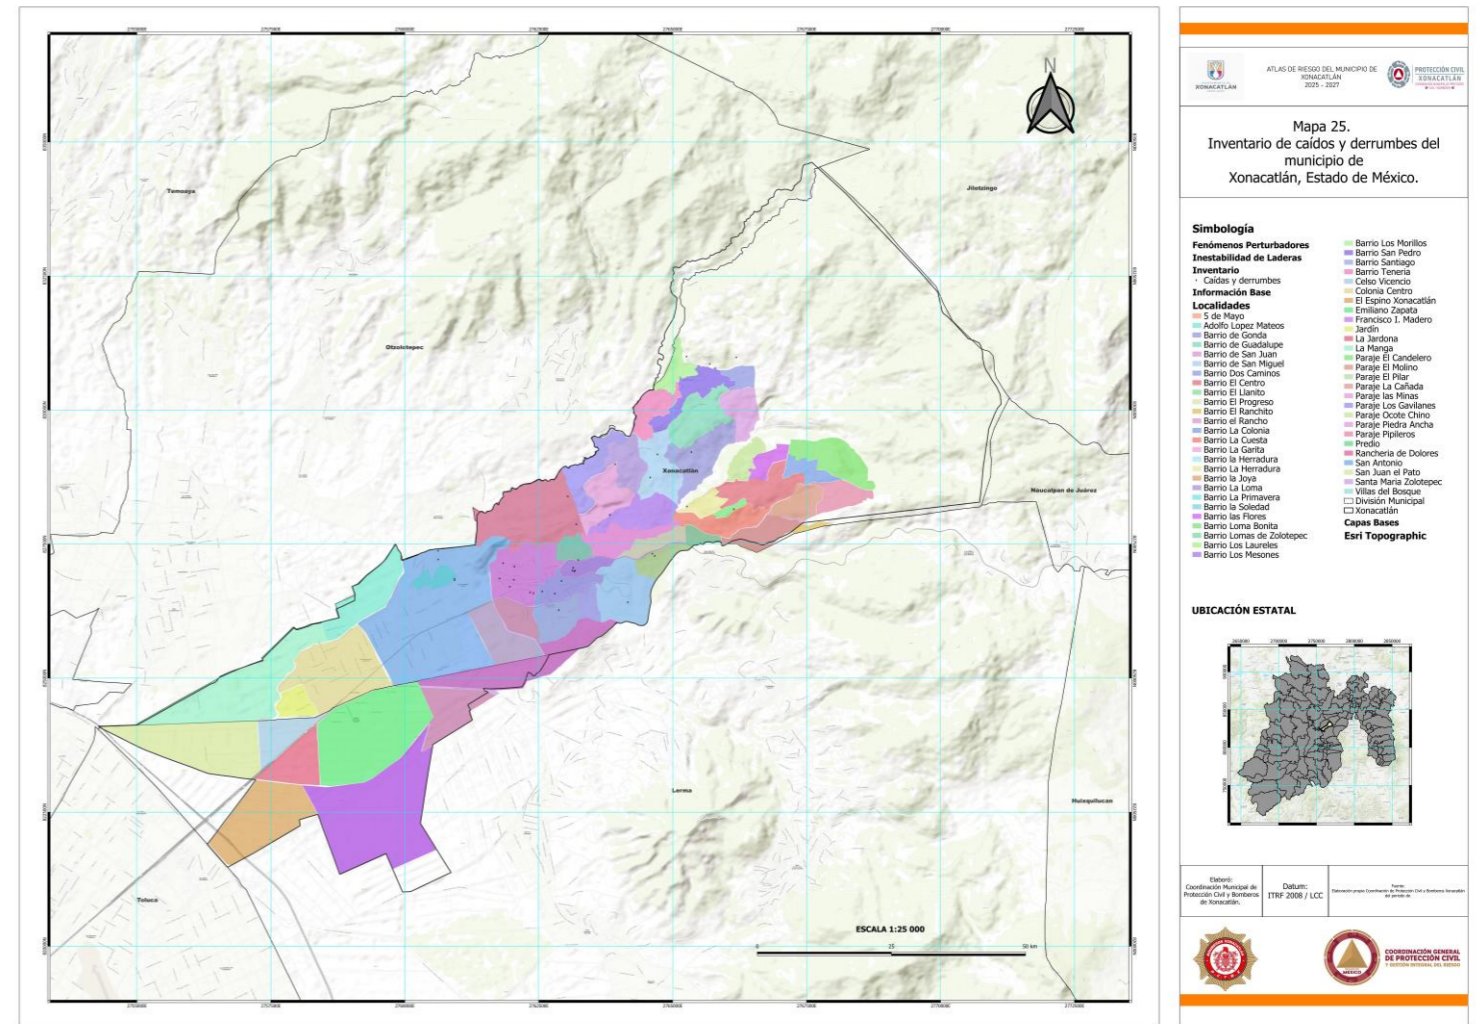 N
Temoaya
Jilotzingo
Otzolotepec
Xonacatlán
Naucalpan de Juárez
Lerma
Huixquilucan
Toluca
ESCALA 1:25 000
0 25 50 km
XONACATLÁN
ATLAS DE RIESGO DEL MUNICIPIO DE
XONACATLÁN
2025 - 2027
PROTECCIÓN CIVIL
XONACATLÁN
Mapa 25.
Inventario de caídos y derrumbes del
municipio de
Xonacatlán, Estado de México.
Simbología
Fenómenos Perturbadores
Inestabilidad de Laderas
Inventario
Caídas y derrumbes
Información Base
Localidades
5 de Mayo
Adolfo Lopez Mateos
Barrio de Gonda
Barrio de Guadalupe
Barrio de San Juan
Barrio de San Miguel
Barrio Dos Caminos
Barrio El Centro
Barrio El Llanito
Barrio El Progreso
Barrio El Ranchito
Barrio el Rancho
Barrio La Colonia
Barrio La Cuesta
Barrio La Garita
Barrio la Herradura
Barrio La Herradura
Barrio la Joya
Barrio La Loma
Barrio La Primavera
Barrio la Soledad
Barrio las Flores
Barrio Loma Bonita
Barrio Lomas de Zolotepec
Barrio Los Laureles
Barrio Los Mesones
Barrio Los Morillos
Barrio San Pedro
Barrio Santiago
Barrio Teneria
Celso Vicencio
Colonia Centro
El Espino Xonacatlán
Emiliano Zapata
Francisco I. Madero
Jardín
La Jardona
La Manga
Paraje El Candelero
Paraje El Molino
Paraje El Pilar
Paraje La Cañada
Paraje las Minas
Paraje Los Gavilanes
Paraje Ocote Chino
Paraje Piedra Ancha
Paraje Pipileros
Predio
Rancheria de Dolores
San Antonio
San Juan el Pato
Santa Maria Zolotepec
Villas del Bosque
División Municipal
Xonacatlán
Capas Bases
Esri Topographic
UBICACIÓN ESTATAL
Elaboró:
Coordinación Municipal de
Protección Civil y Bomberos
de Xonacatlán.
Datum:
ITRF 2008 / LCC
COORDINACIÓN GENERAL
DE PROTECCIÓN CIVIL
Y GESTIÓN INTEGRAL DEL RIESGO